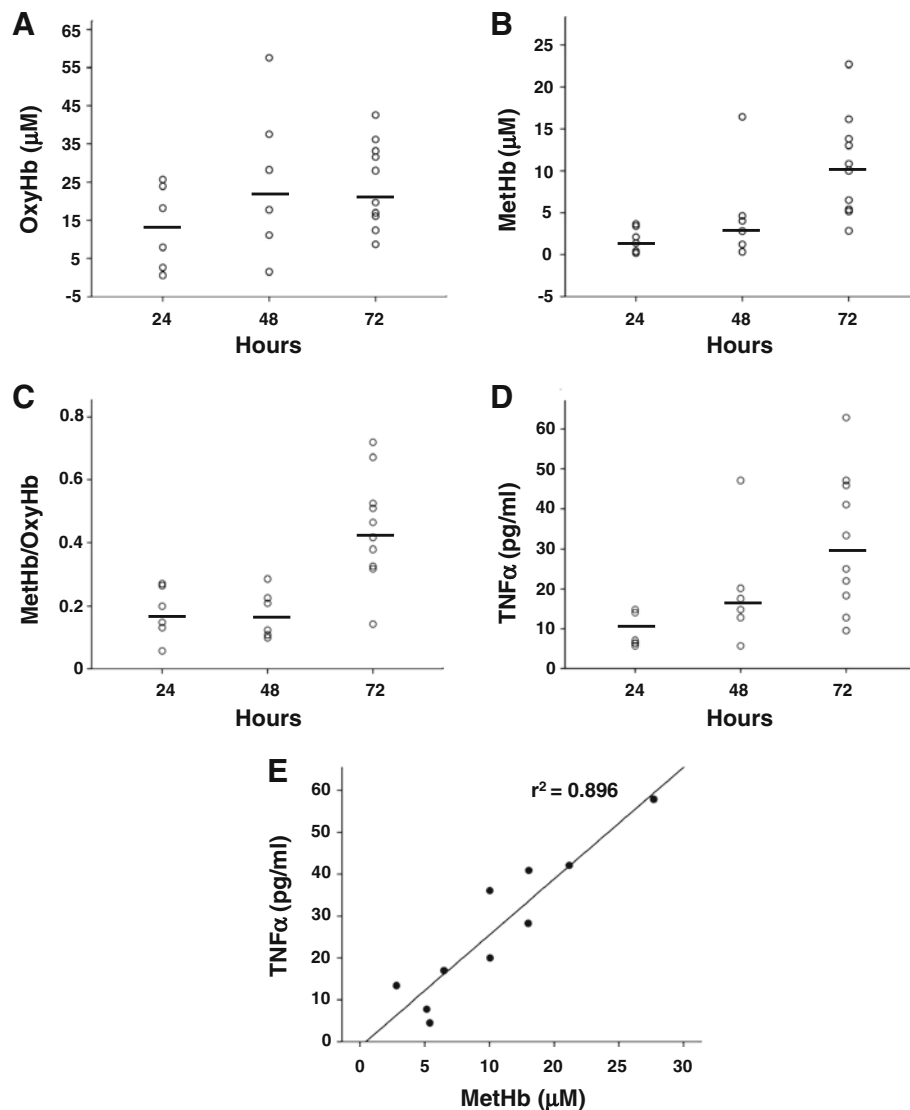 A
OxyHb (μM)
65
55
45
35
25
15
5
-5
24 48 72
Hours
B
MetHb (μM)
25
20
15
10
5
0
-5
24 48 72
Hours
C
MetHb/OxyHb
0.8
0.6
0.4
0.2
0
24 48 72
Hours
D
TNFα (pg/ml)
60
50
40
30
20
10
0
24 48 72
Hours
E
TNFα (pg/ml)
r² = 0.896
60
50
40
30
20
10
0
0 5 10 20 25 30
MetHb (μM)